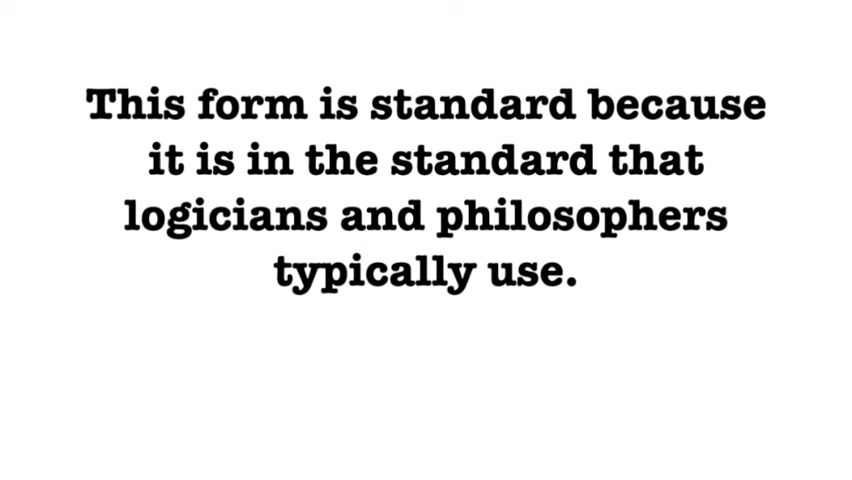 This form is standard because
it is in the standard that
logicians and philosophers
typically use.